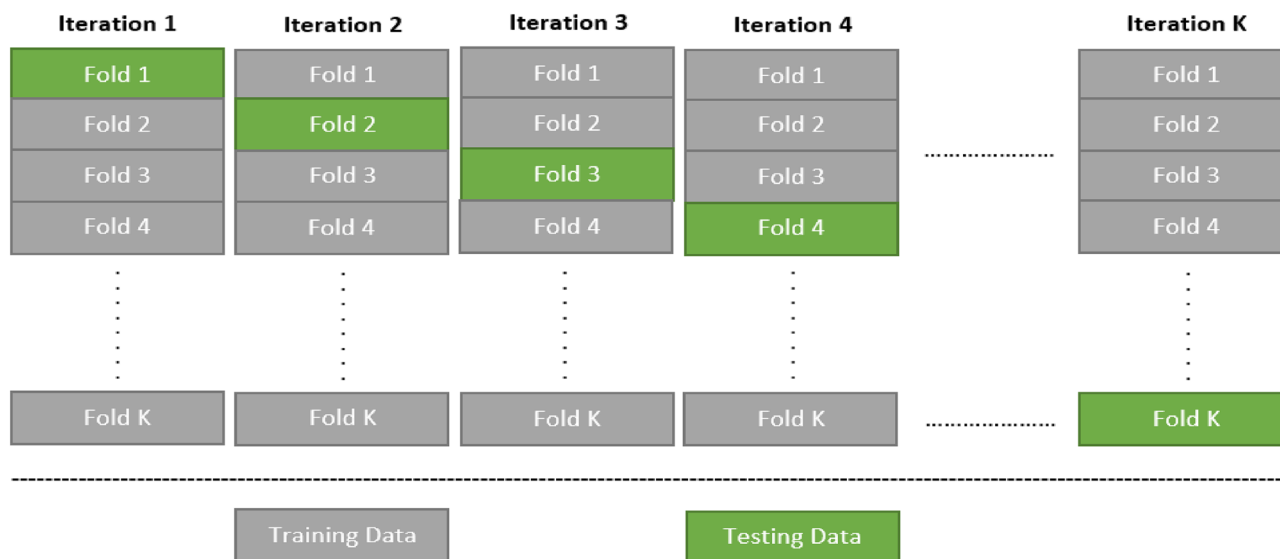 Iteration 1 Iteration 2 Iteration 3 Iteration 4 Iteration K
Fold 1 Fold 1 Fold 1 Fold 1 Fold 1
Fold 2 Fold 2 Fold 2 Fold 2 Fold 2
Fold 3 Fold 3 Fold 3 Fold 3 Fold 3
Fold 4 Fold 4 Fold 4 Fold 4 Fold 4
Fold K Fold K Fold K Fold K Fold K
Training Data Testing Data